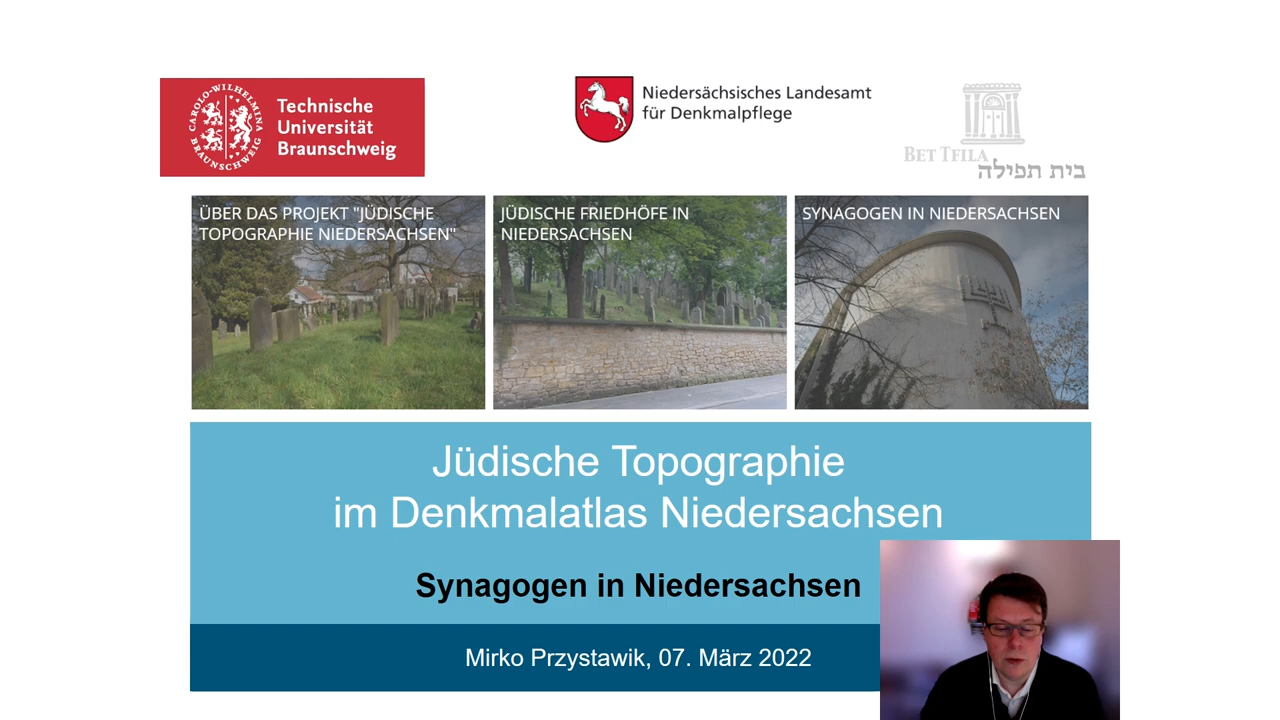 CAROLO-WILHELMINA
BRAUNSCHWEIG
Technische
Universität
Braunschweig
Niedersächsisches Landesamt
für Denkmalpflege
BET TFILA
בית תפילה
ÜBER DAS PROJEKT "JÜDISCHE
TOPOGRAPHIE NIEDERSACHSEN"
JÜDISCHE FRIEDHÖFE IN
NIEDERSACHSEN
SYNAGOGEN IN NIEDERSACHSEN
Jüdische Topographie
im Denkmalatlas Niedersachsen
Synagogen in Niedersachsen
Mirko Przystawik, 07. März 2022